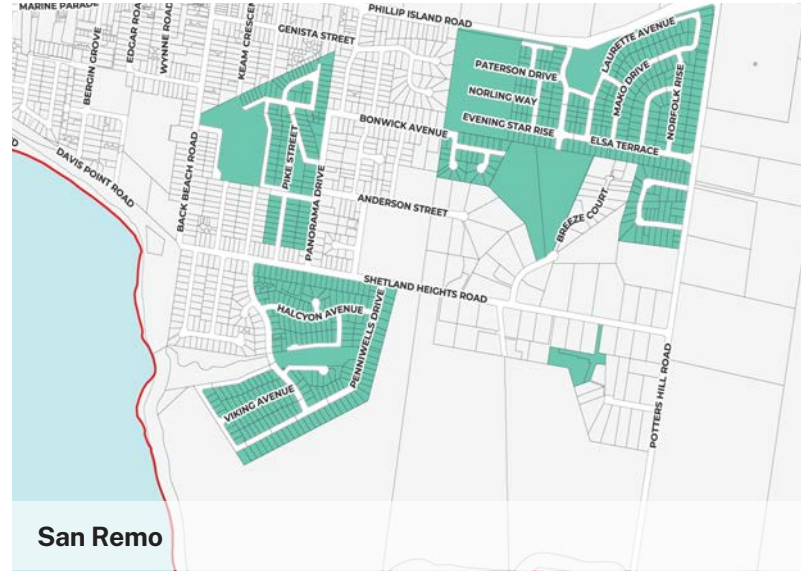 MARINE PARADE
BERGIN GROVE
EDGAR ROAD
WYNNE ROAD
KEAM CRESCEN
GENISTA STREET
PHILLIP ISLAND ROAD
LAURETTE AVENUE
PATERSON DRIVE
MAKO DRIVE
NORLING WAY
NORFOLK RISE
EVENING STAR RISE
BONWICK AVENUE
ELSA TERRACE
PIKE STREET
DAVIS POINT ROAD
BACK BEACH ROAD
PANORAMA DRIVE
ANDERSON STREET
BREEZE COURT
SHETLAND HEIGHTS ROAD
HALCYON AVENUE
PENNIWELLS DRIVE
VIKING AVENUE
POTTERS HILL ROAD
San Remo